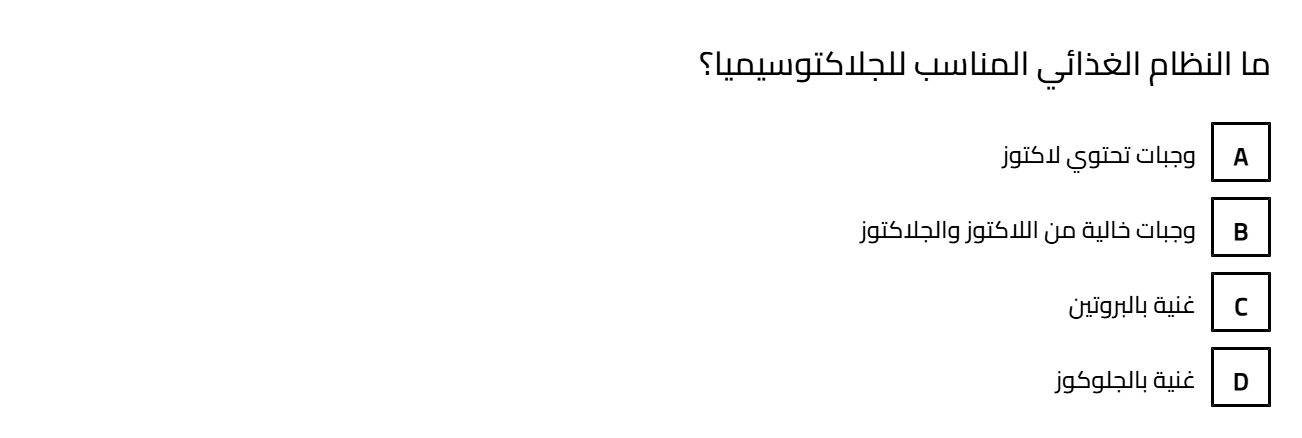 ما النظام الغذائي المناسب للجلاكتوسيميا؟
A وجبات تحتوي لاكتوز
B وجبات خالية من اللاكتوز والجلاكتوز
C غنية بالبروتين
D غنية بالجلوكوز